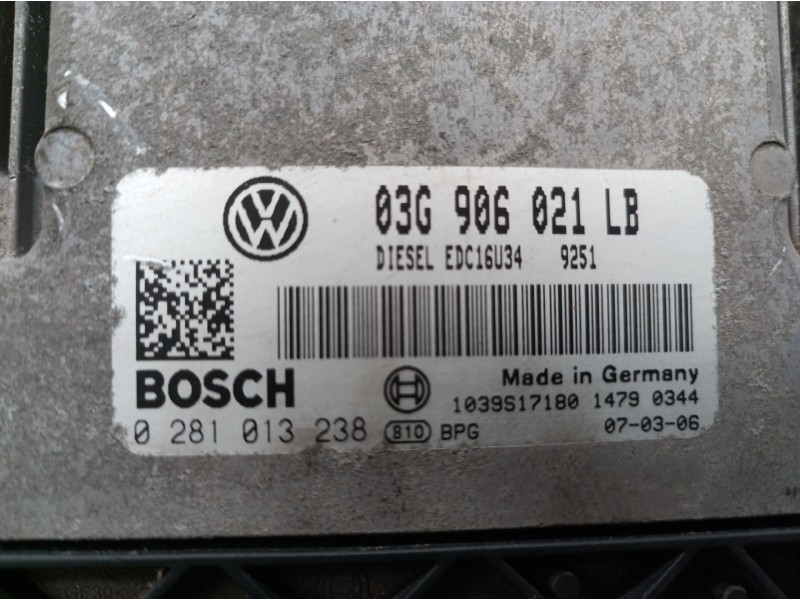 03G 906 021 LB
DIESEL EDC16U34 9251
BOSCH
Made in Germany
1039S17180 1479 0344
0 281 013 238 810 BPG 07-03-06